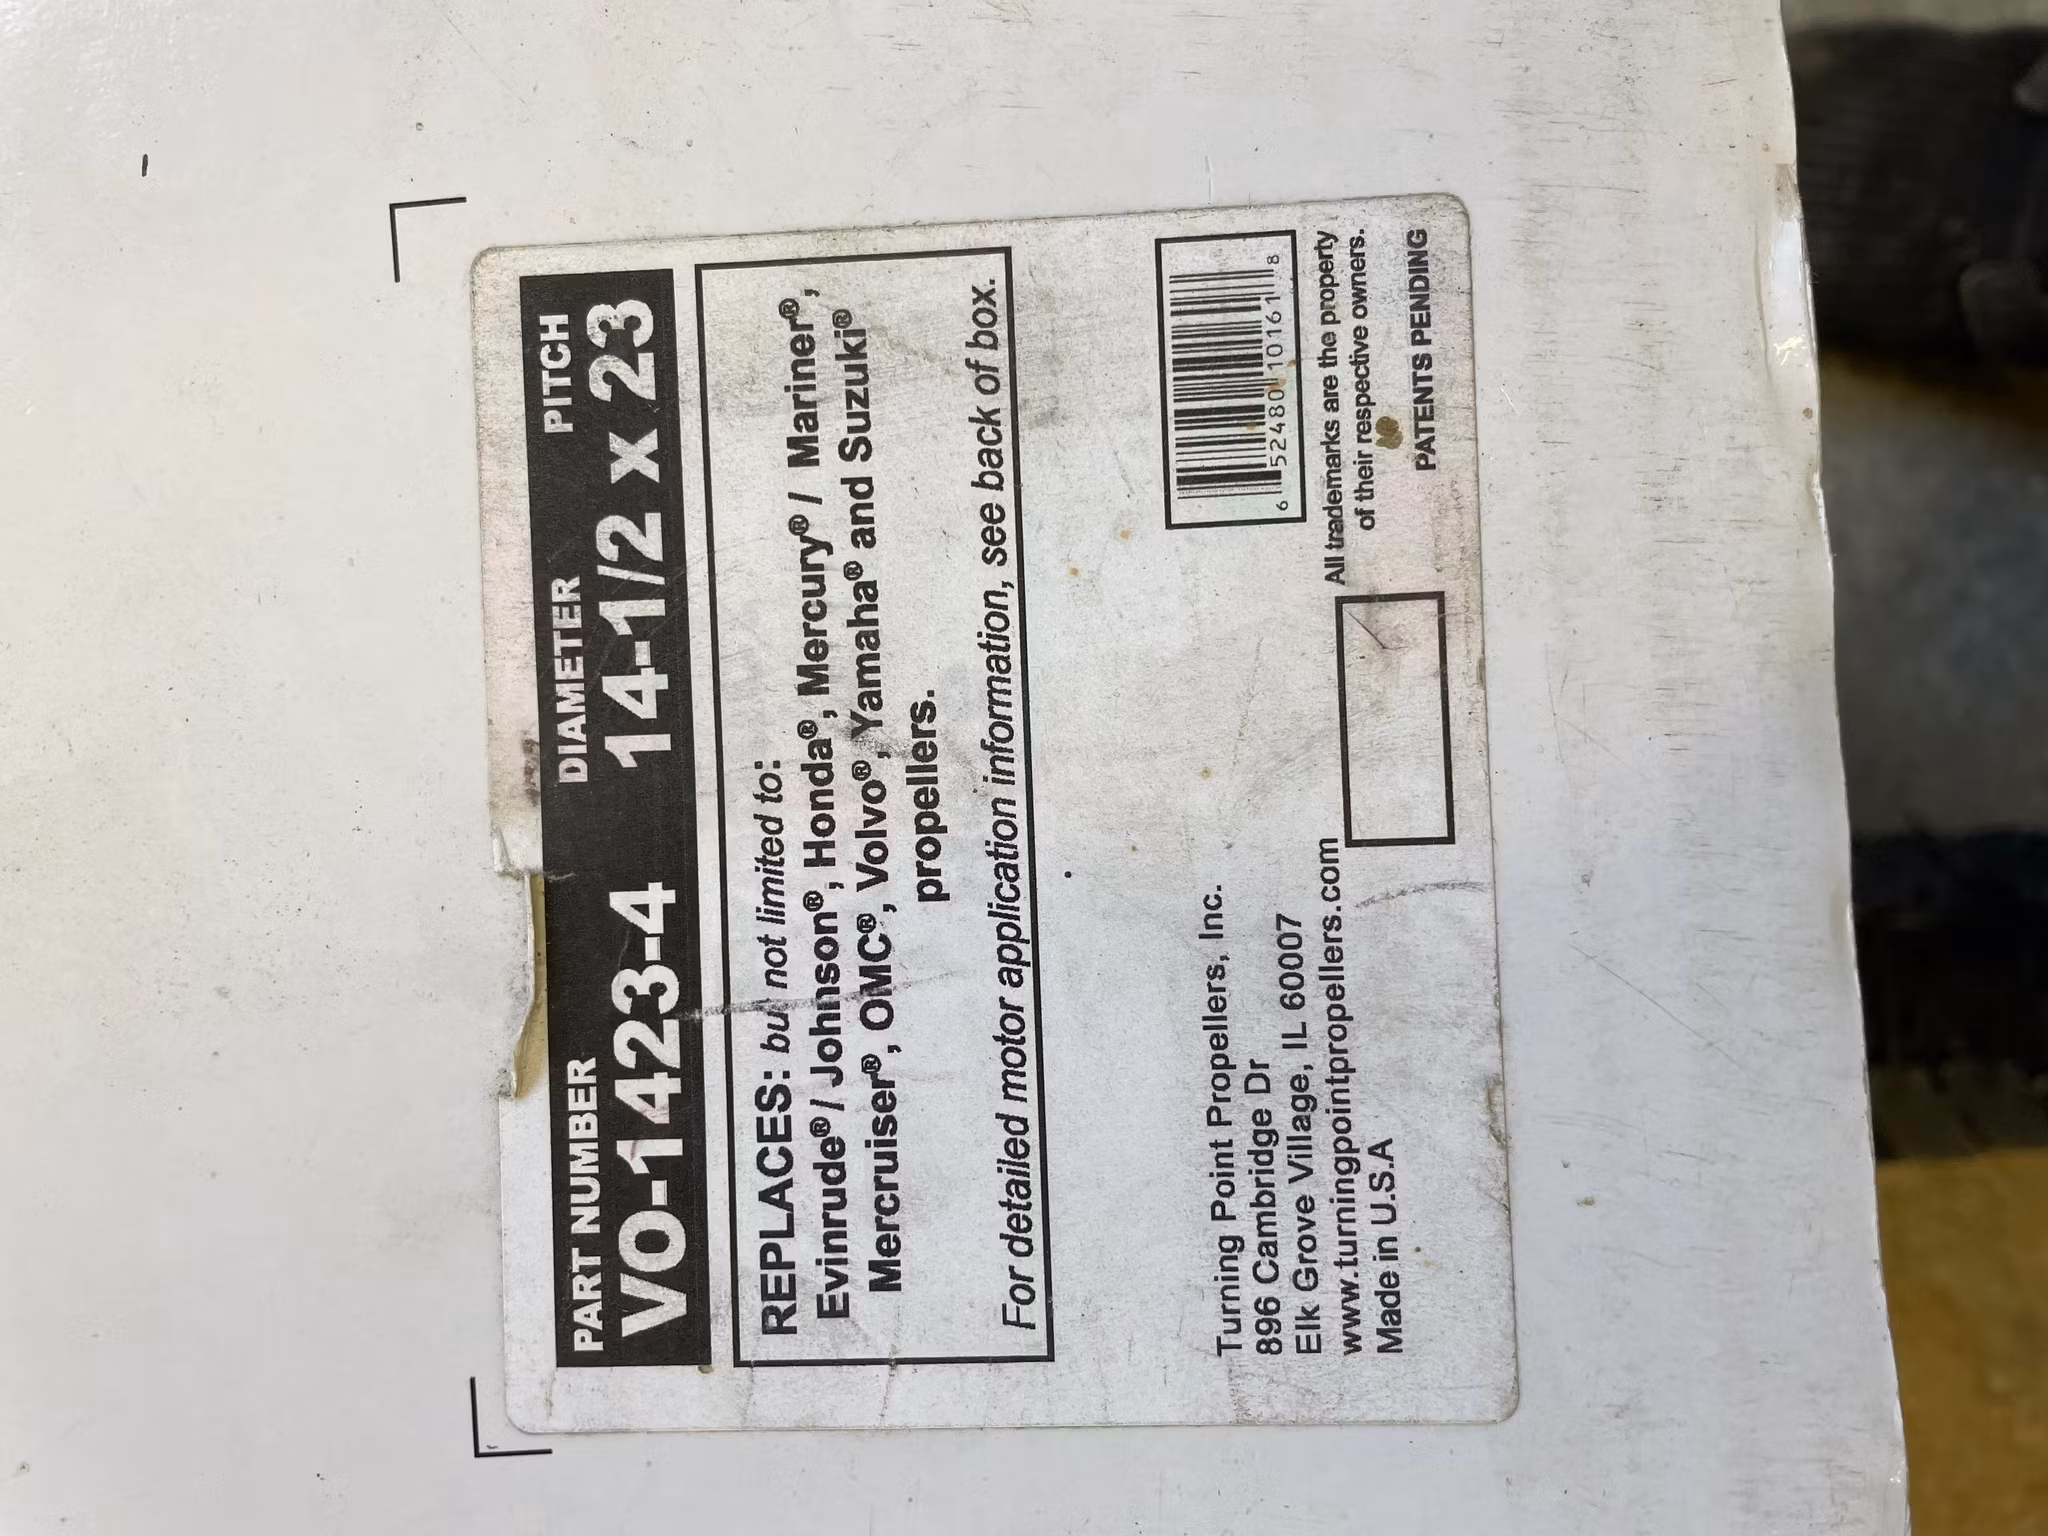 PART NUMBER DIAMETER PITCH
VO-1423-4 14-1/2 x 23
REPLACES: but not limited to:
Evinrude® / Johnson®, Honda®, Mercury® / Mariner®,
Mercruiser®, OMC®, Volvo®, Yamaha® and Suzuki®
propellers.
For detailed motor application information, see back of box.
Turning Point Propellers, Inc.
896 Cambridge Dr
Elk Grove Village, IL 60007
www.turningpointpropellers.com
Made in U.S.A
6 52480 10161 8
All trademarks are the property
of their respective owners.
PATENTS PENDING